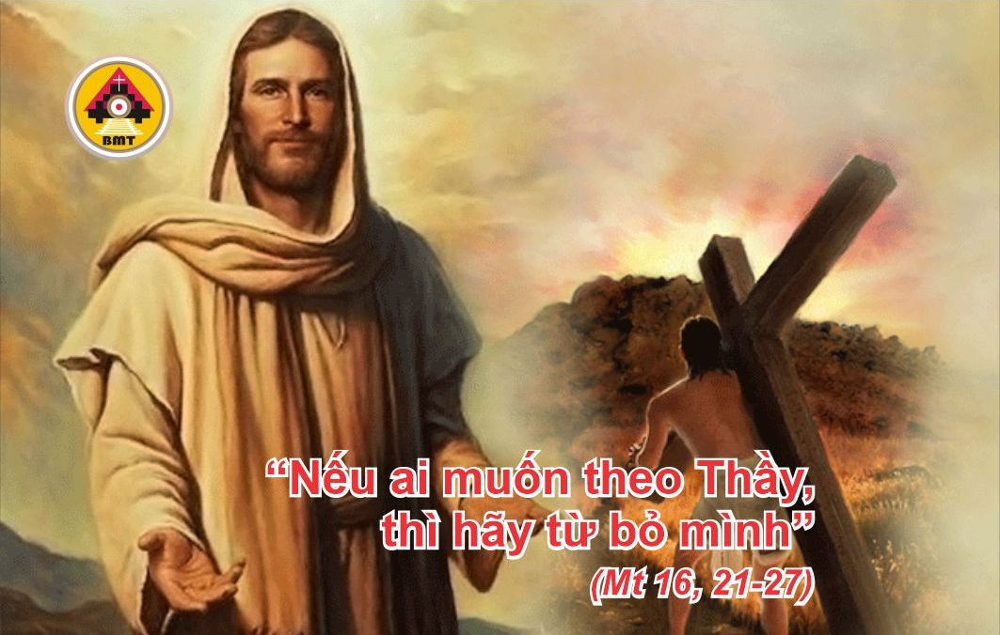 BMT
“Nếu ai muốn theo Thầy,
thì hãy từ bỏ mình”
(Mt 16, 21-27)